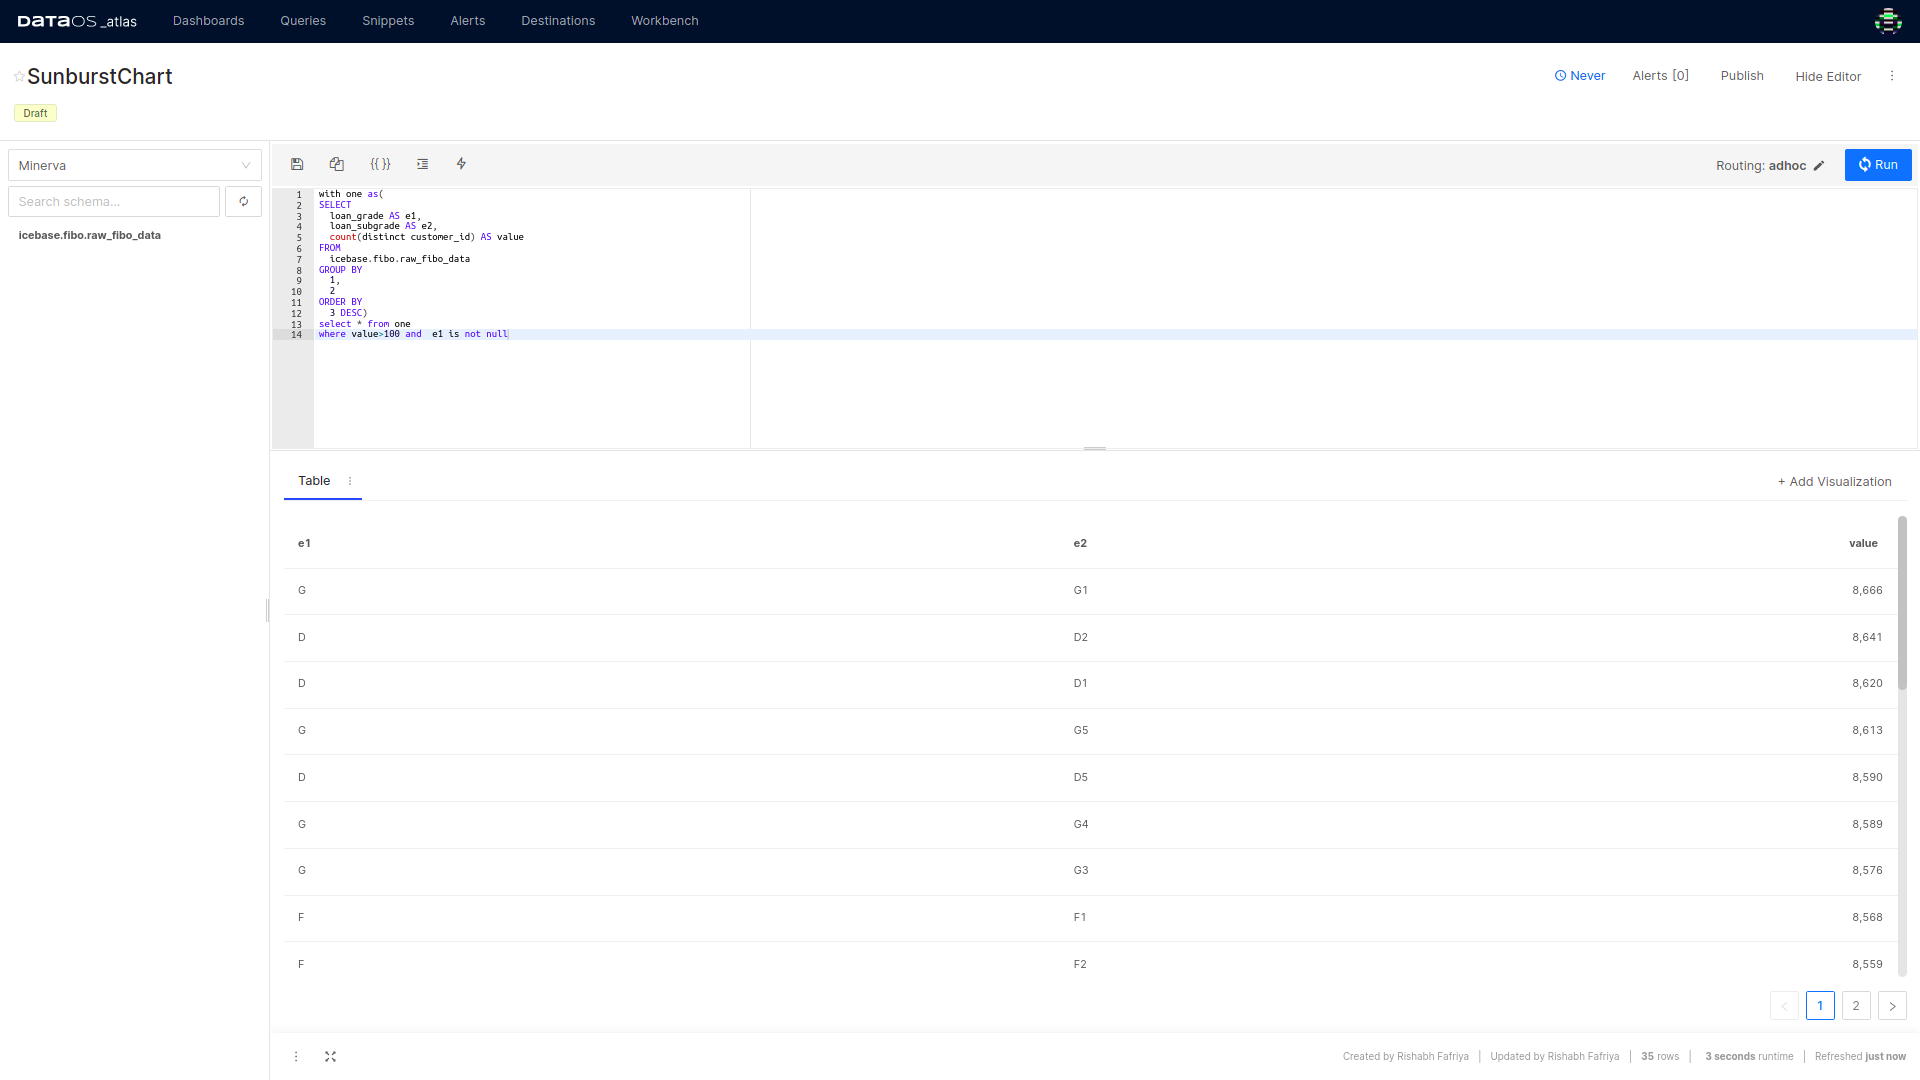 DATAOS _atlas Dashboards Queries Snippets Alerts Destinations Workbench
SunburstChart Never Alerts [0] Publish Hide Editor
Draft
Minerva
Search schema...
icebase.fibo.raw_fibo_data
{{ }} Routing: adhoc Run
1 with one as(
2 SELECT
3 loan_grade AS e1,
4 loan_subgrade AS e2,
5 count(distinct customer_id) AS value
6 FROM
7 icebase.fibo.raw_fibo_data
8 GROUP BY
9 1,
10 2
11 ORDER BY
12 3 DESC)
13 select * from one
14 where value>100 and  e1 is not null
Table + Add Visualization
e1 e2 value
G G1 8,666
D D2 8,641
D D1 8,620
G G5 8,613
D D5 8,590
G G4 8,589
G G3 8,576
F F1 8,568
F F2 8,559
< 1 2 >
Created by Rishabh Fafriya | Updated by Rishabh Fafriya | 35 rows | 3 seconds runtime | Refreshed just now